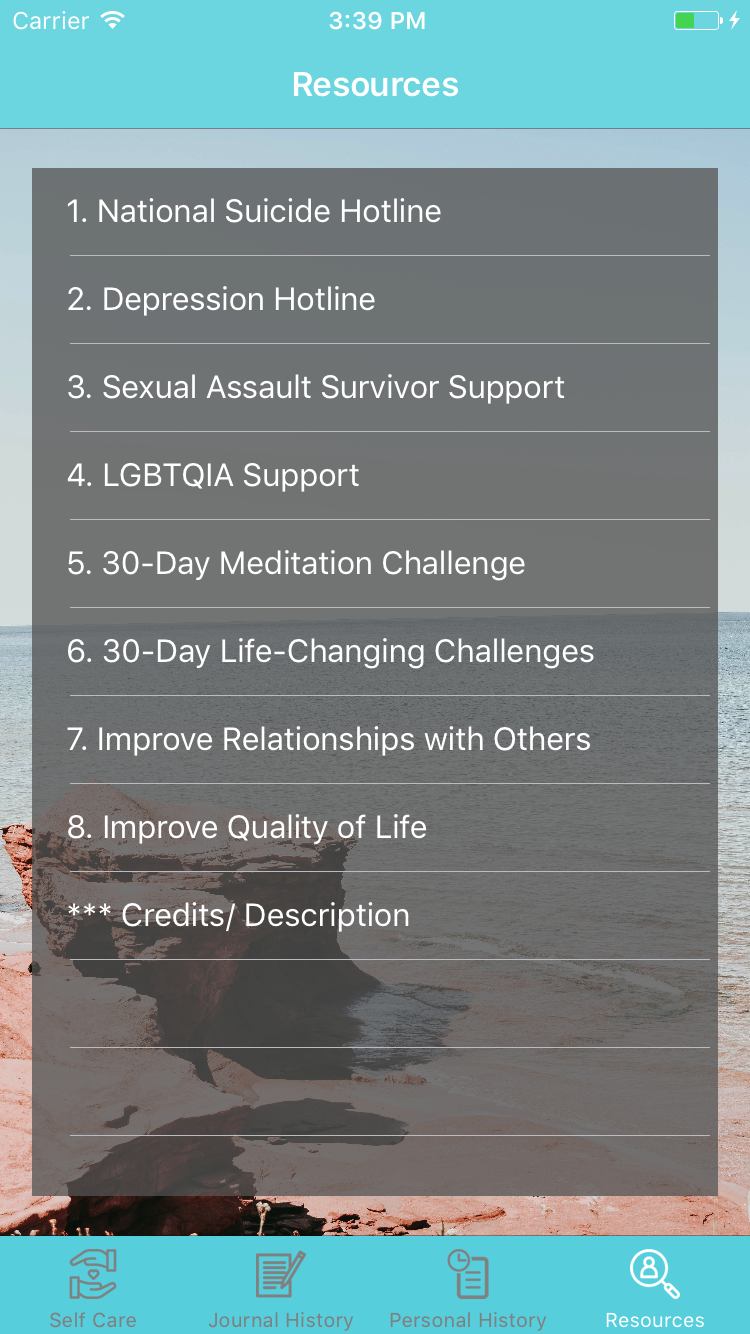 Carrier 3:39 PM
Resources
1. National Suicide Hotline
2. Depression Hotline
3. Sexual Assault Survivor Support
4. LGBTQIA Support
5. 30-Day Meditation Challenge
6. 30-Day Life-Changing Challenges
7. Improve Relationships with Others
8. Improve Quality of Life
*** Credits/ Description
Self Care Journal History Personal History Resources